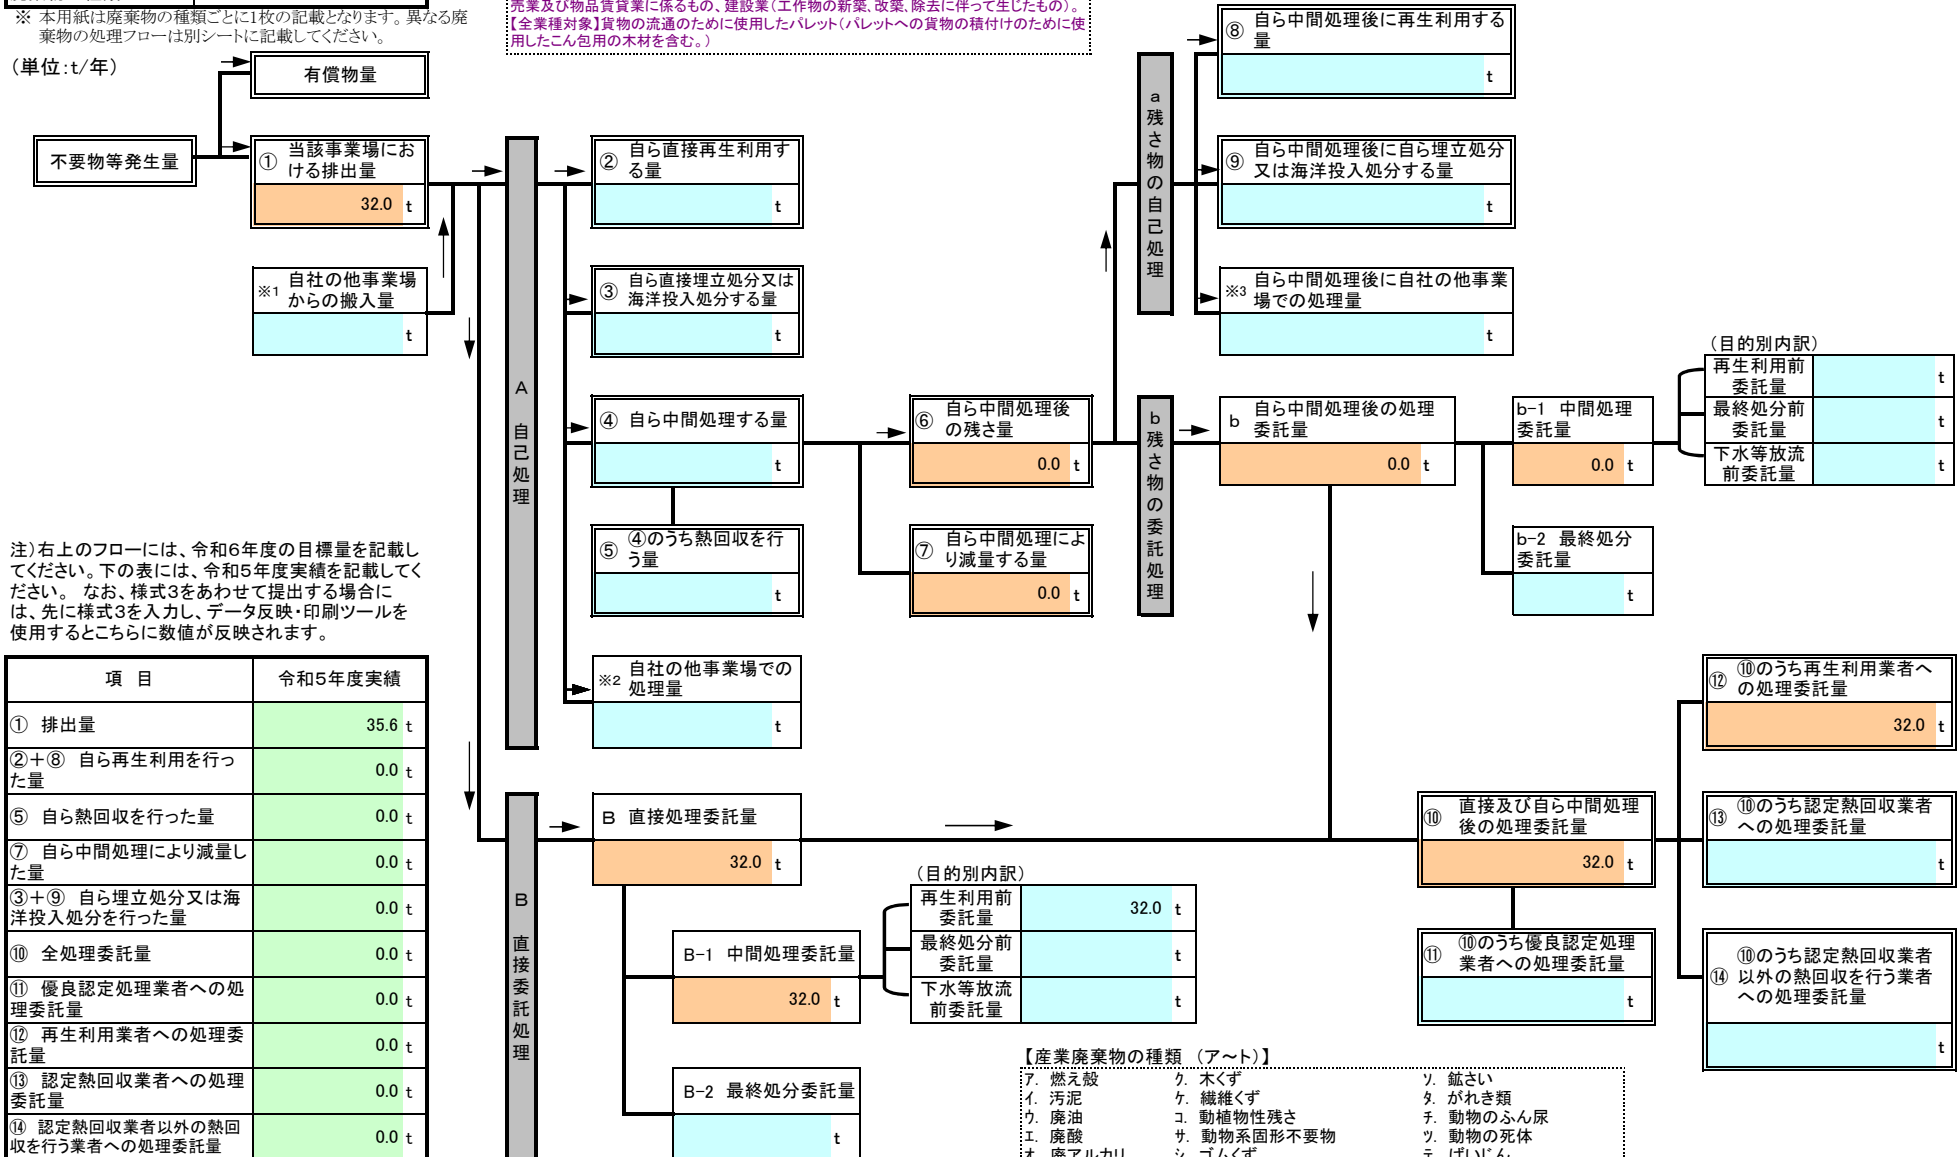 ※ 本用紙は廃棄物の種類ごとに1枚の記載となります。異なる廃
棄物の処理フローは別シートに記載してください。
(単位:t/年)
売業及び物品賃貸業に係るもの、建設業(工作物の新築、改築、除去に伴って生じたもの)。
【全業種対象】貨物の流通のために使用したパレット(パレットへの貨物の積付けのために使
用したこん包用の木材を含む。)
有償物量
不要物等発生量
① 当該事業場にお
ける排出量
32.0 t
※1 自社の他事業場
からの搬入量
t
A 自己処理
② 自ら直接再生利用す
る量
t
③ 自ら直接埋立処分又は
海洋投入処分する量
t
④ 自ら中間処理する量
t
⑤ ④のうち熱回収を行
う量
t
※2 自社の他事業場での
処理量
t
⑥ 自ら中間処理後
の残さ量
0.0 t
⑦ 自ら中間処理によ
り減量する量
0.0 t
a残さ物の自己処理
⑧ 自ら中間処理後に再生利用する
量
t
⑨ 自ら中間処理後に自ら埋立処分
又は海洋投入処分する量
t
※3 自ら中間処理後に自社の他事業
場での処理量
t
b残さ物の委託処理
b 自ら中間処理後の処理
委託量
0.0 t
b-1 中間処理
委託量
0.0 t
b-2 最終処分
委託量
t
(目的別内訳)
再生利用前
委託量
t
最終処分前
委託量
t
下水等放流
前委託量
t
注)右上のフローには、令和6年度の目標量を記載し
てください。下の表には、令和5年度実績を記載してく
ださい。 なお、様式3をあわせて提出する場合に
は、先に様式3を入力し、データ反映・印刷ツールを
使用するとこちらに数値が反映されます。
項 目 令和5年度実績
① 排出量 35.6 t
②+⑧ 自ら再生利用を行っ
た量 0.0 t
⑤ 自ら熱回収を行った量 0.0 t
⑦ 自ら中間処理により減量し
た量 0.0 t
③+⑨ 自ら埋立処分又は海
洋投入処分を行った量 0.0 t
⑩ 全処理委託量 0.0 t
⑪ 優良認定処理業者への処
理委託量 0.0 t
⑫ 再生利用業者への処理委
託量 0.0 t
⑬ 認定熱回収業者への処理
委託量 0.0 t
⑭ 認定熱回収業者以外の熱回
収を行う業者への処理委託量 0.0 t
B 直接委託処理
B 直接処理委託量
32.0 t
B-1 中間処理委託量
32.0 t
B-2 最終処分委託量
t
(目的別内訳)
再生利用前
委託量
32.0 t
最終処分前
委託量
t
下水等放流
前委託量
t
⑩ 直接及び自ら中間処理
後の処理委託量
32.0 t
⑪ ⑩のうち優良認定処理
業者への処理委託量
t
⑫ ⑩のうち再生利用業者へ
の処理委託量
32.0 t
⑬ ⑩のうち認定熱回収業者
への処理委託量
t
⑭ ⑩のうち認定熱回収業者
以外の熱回収を行う業者
への処理委託量
t
【産業廃棄物の種類 (ア~ト)】
ア. 燃え殻 ク. 木くず ソ. 鉱さい
イ. 汚泥 ケ. 繊維くず タ. がれき類
ウ. 廃油 コ. 動植物性残さ チ. 動物のふん尿
エ. 廃酸 サ. 動物系固形不要物 ツ. 動物の死体
オ. 廃アルカリ シ. ゴムくず テ. ばいじん